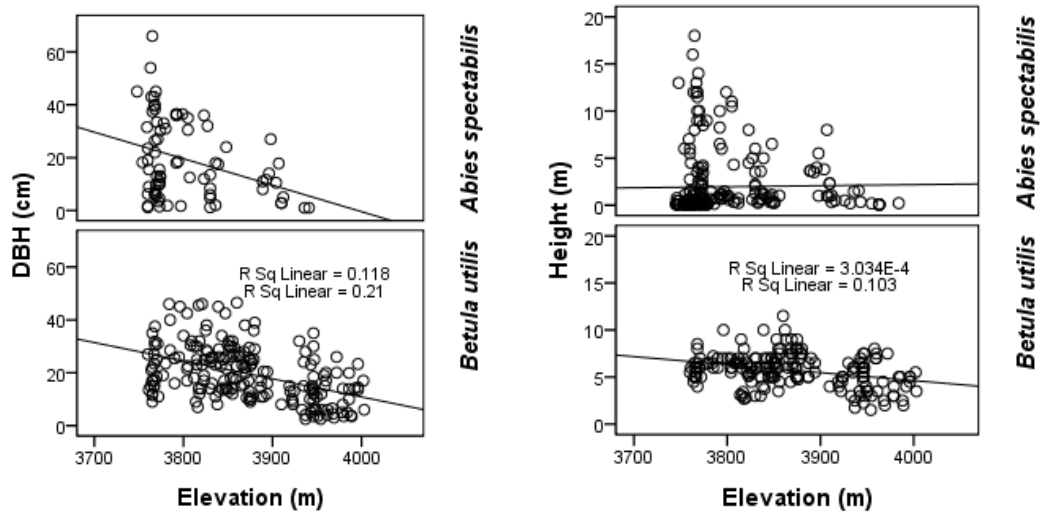 DBH (cm)
60
40
20
0
Abies spectabilis
60
40
20
0
R Sq Linear = 0.118
R Sq Linear = 0.21
Betula utilis
3700
3800
3900
4000
Elevation (m)
Height (m)
20
15
10
5
0
Abies spectabilis
20
15
10
5
0
R Sq Linear = 3.034E-4
R Sq Linear = 0.103
Betula utilis
3700
3800
3900
4000
Elevation (m)